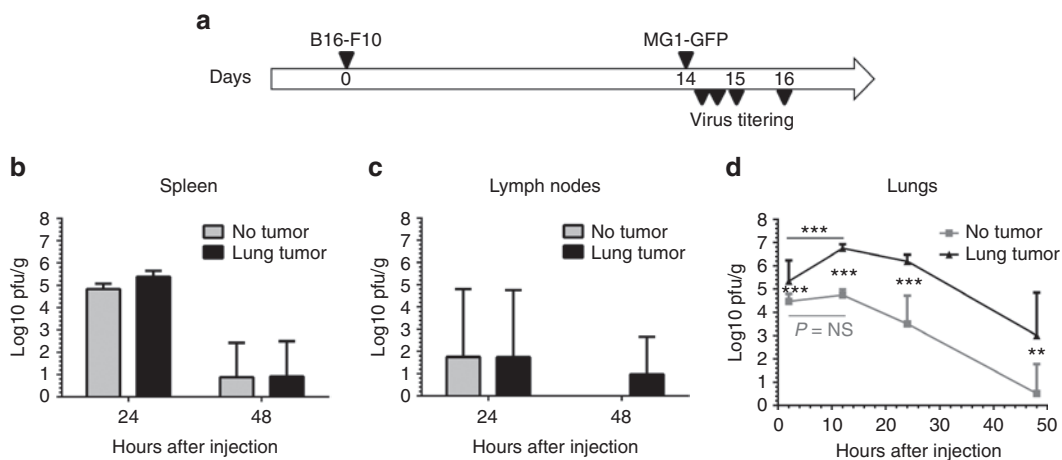 a
B16-F10
MG1-GFP
Days
0
14
15
16
Virus titering
b
Spleen
Log10 pfu/g
8
7
6
5
4
3
2
1
0
No tumor
Lung tumor
24
48
Hours after injection
c
Lymph nodes
Log10 pfu/g
8
7
6
5
4
3
2
1
0
No tumor
Lung tumor
24
48
Hours after injection
d
Lungs
Log10 pfu/g
8
7
6
5
4
3
2
1
0
No tumor
Lung tumor
***
***
***
***
**
P = NS
0
10
20
30
40
50
Hours after injection